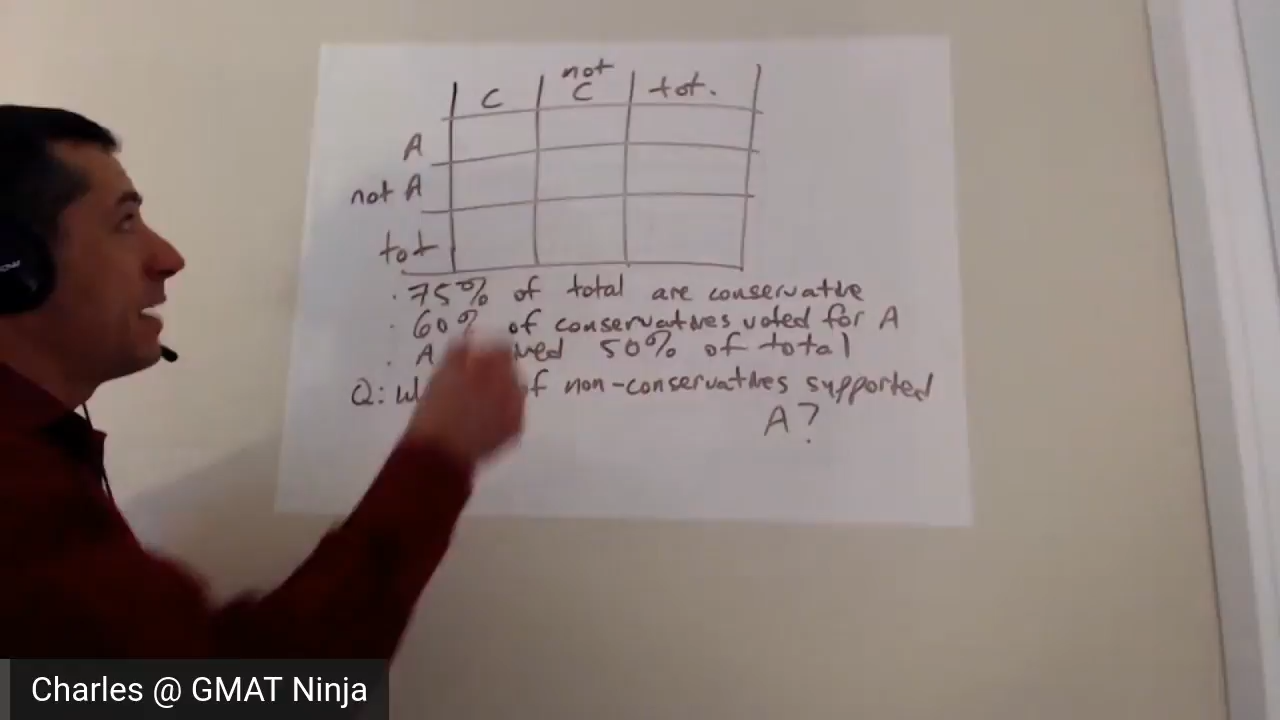 C not C tot.
A
not A
tot
· 75% of total are conservative
· 60% of conservatives voted for A
· A 50% of total
Q: of non-conservatives supported
A?
Charles @ GMAT Ninja